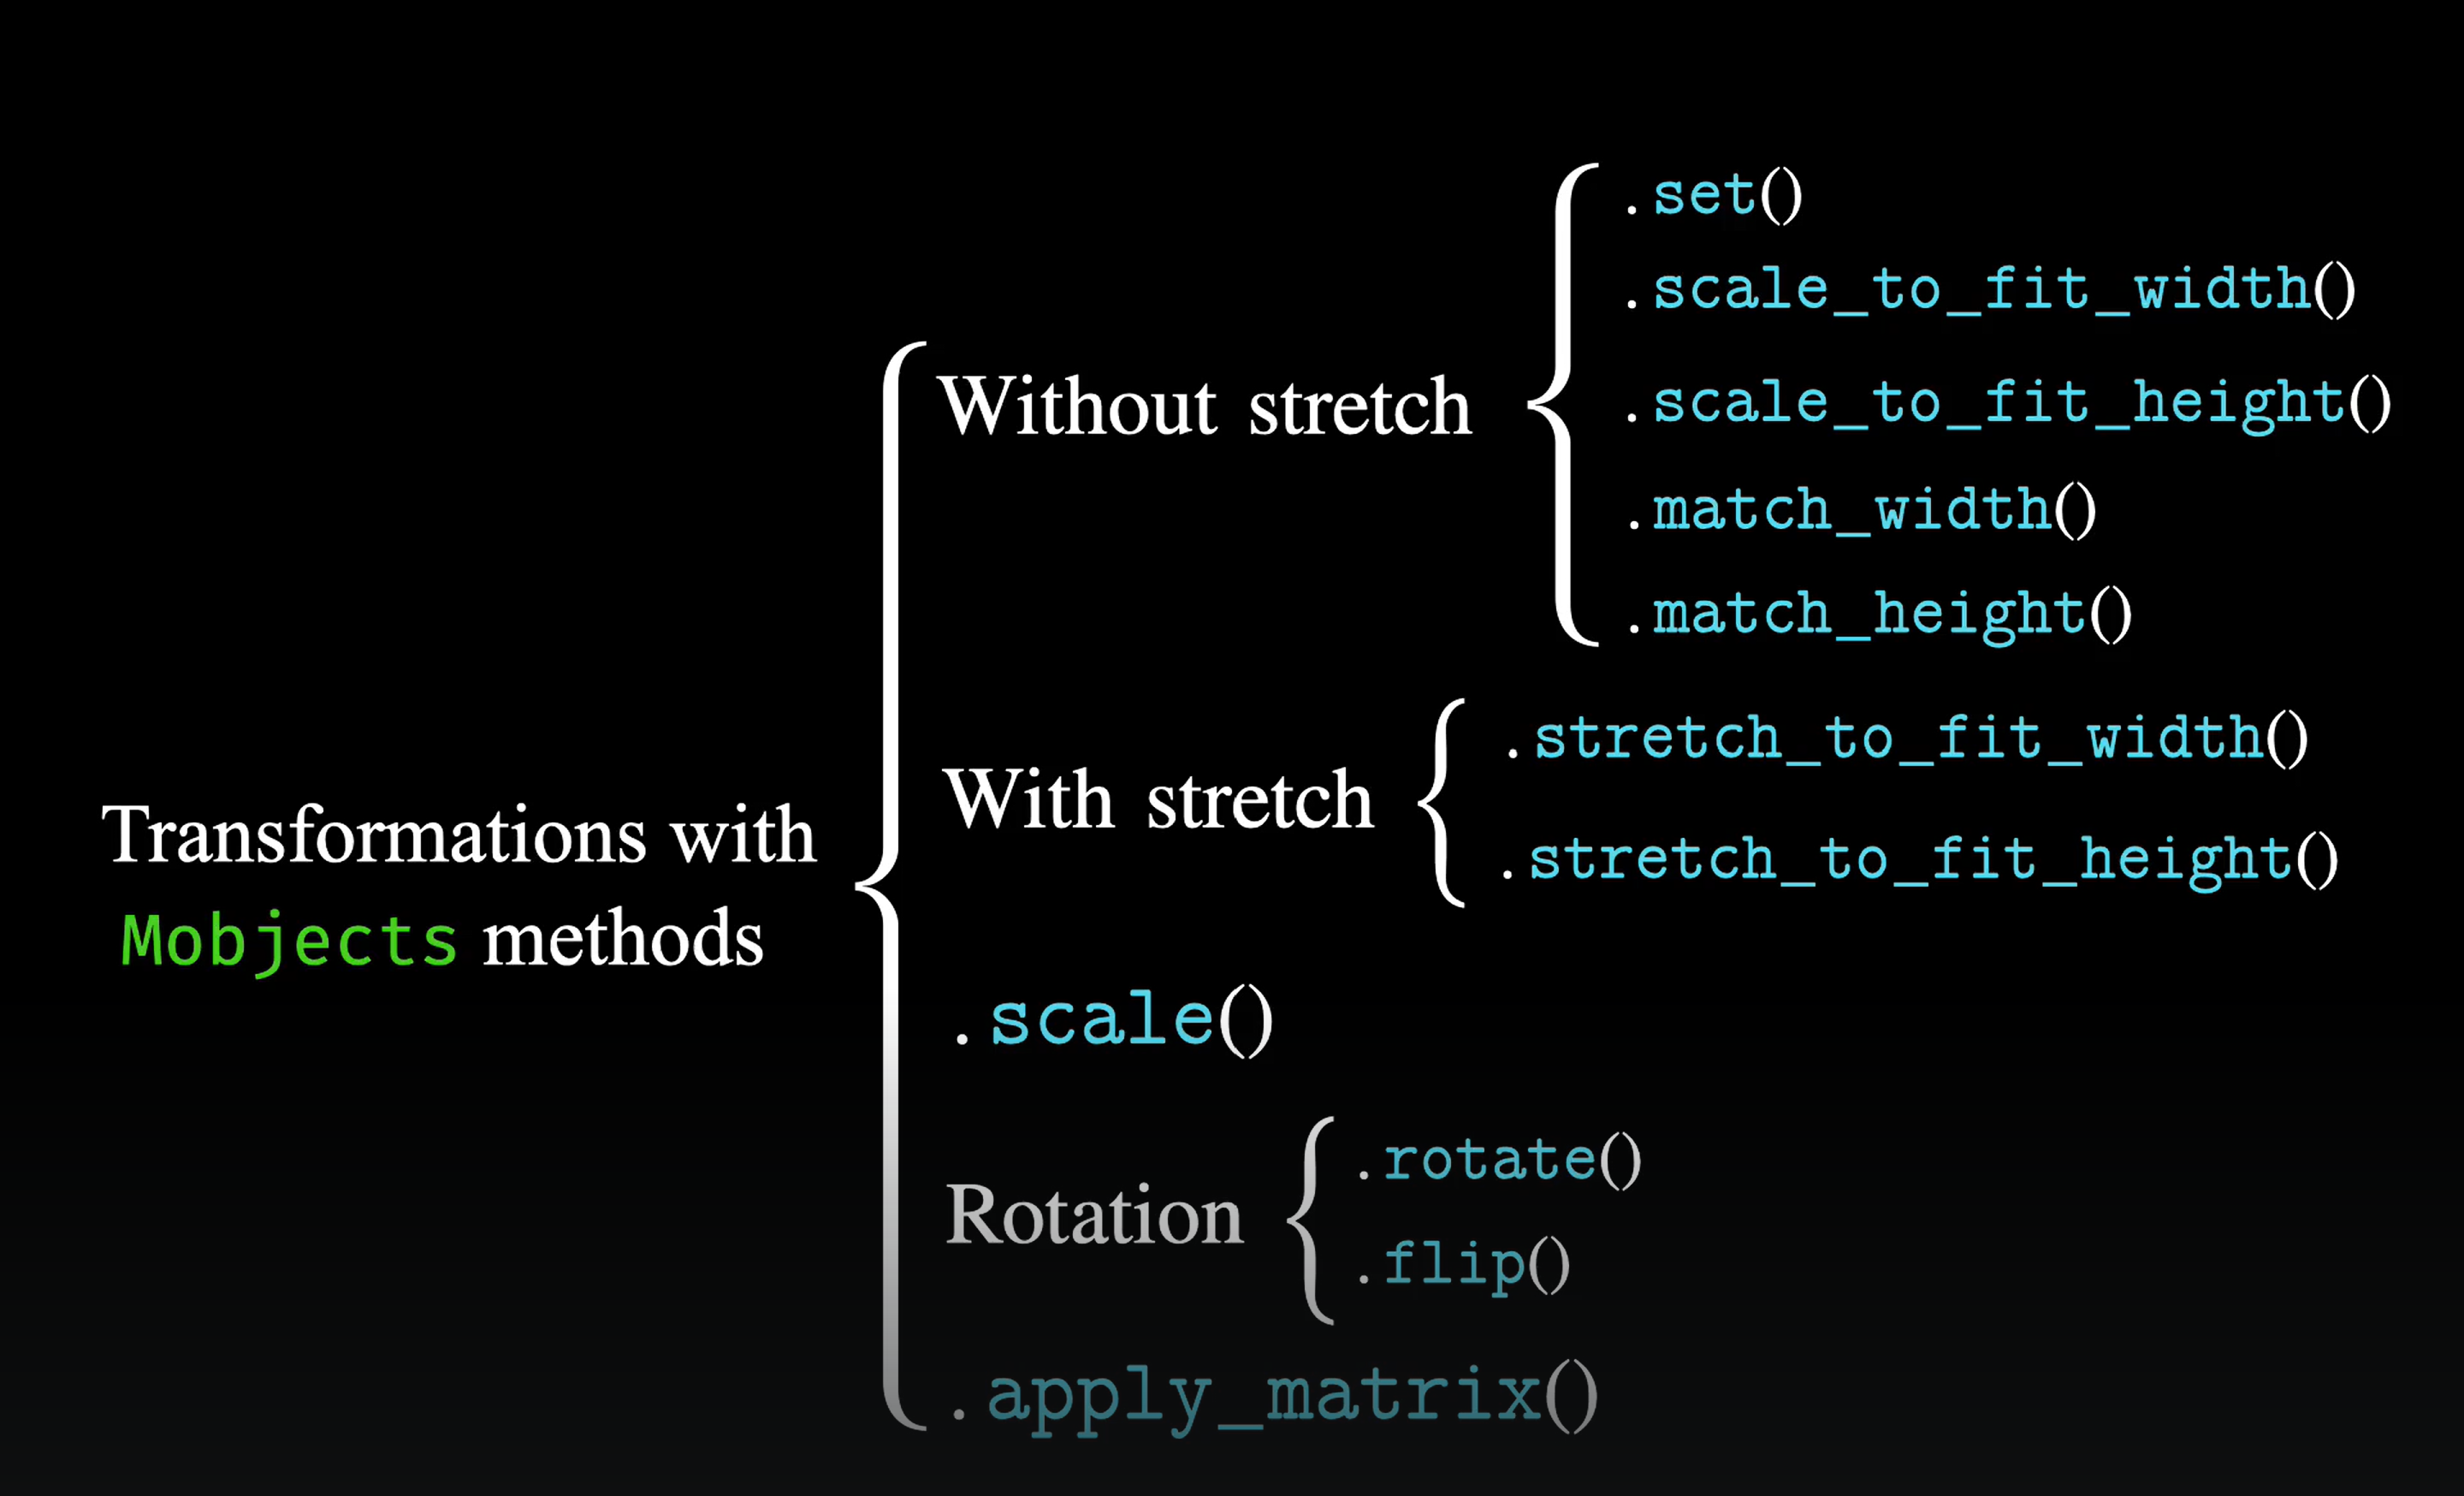 Transformations with
Mobjects methods
Without stretch
.set()
.scale_to_fit_width()
.scale_to_fit_height()
.match_width()
.match_height()
With stretch
.stretch_to_fit_width()
.stretch_to_fit_height()
.scale()
Rotation
.rotate()
.flip()
.apply_matrix()